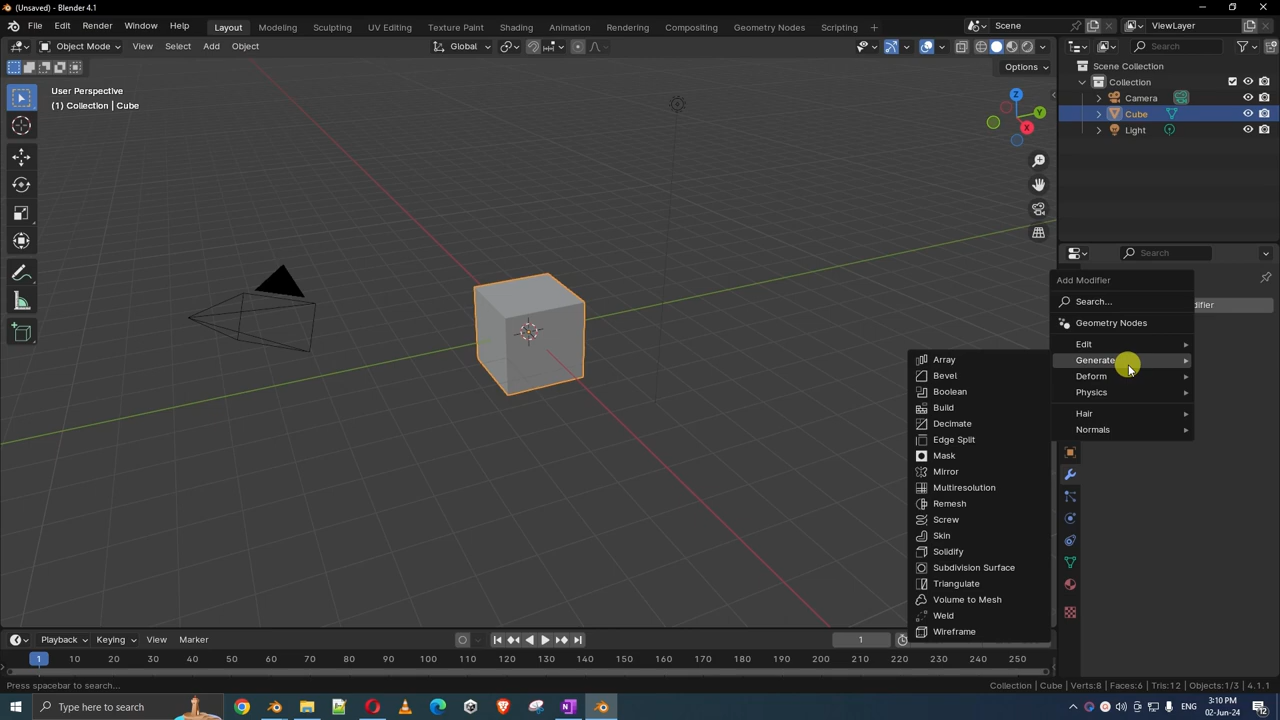 (Unsaved) - Blender 4.1
File Edit Render Window Help Layout Modeling Sculpting UV Editing Texture Paint Shading Animation Rendering Compositing Geometry Nodes Scripting Scene ViewLayer
Object Mode View Select Add Object Global Search
Options
User Perspective
(1) Collection | Cube
Scene Collection
Collection
Camera
Cube
Light
Z
Y
X
Search
Add Modifier
Search...
Geometry Nodes
Edit
Generate
Deform
Physics
Hair
Normals
Array
Bevel
Boolean
Build
Decimate
Edge Split
Mask
Mirror
Multiresolution
Remesh
Screw
Skin
Solidify
Subdivision Surface
Triangulate
Volume to Mesh
Weld
Wireframe
Playback Keying View Marker 1
1 10 20 30 40 50 60 70 80 90 100 110 120 130 140 150 160 170 180 190 200 210 220 230 240 250
Press spacebar to search... Collection | Cube | Verts:8 | Faces:6 | Tris:12 | Objects:1/3 | 4.1.1
Type here to search
ENG
3:10 PM
02-Jun-24